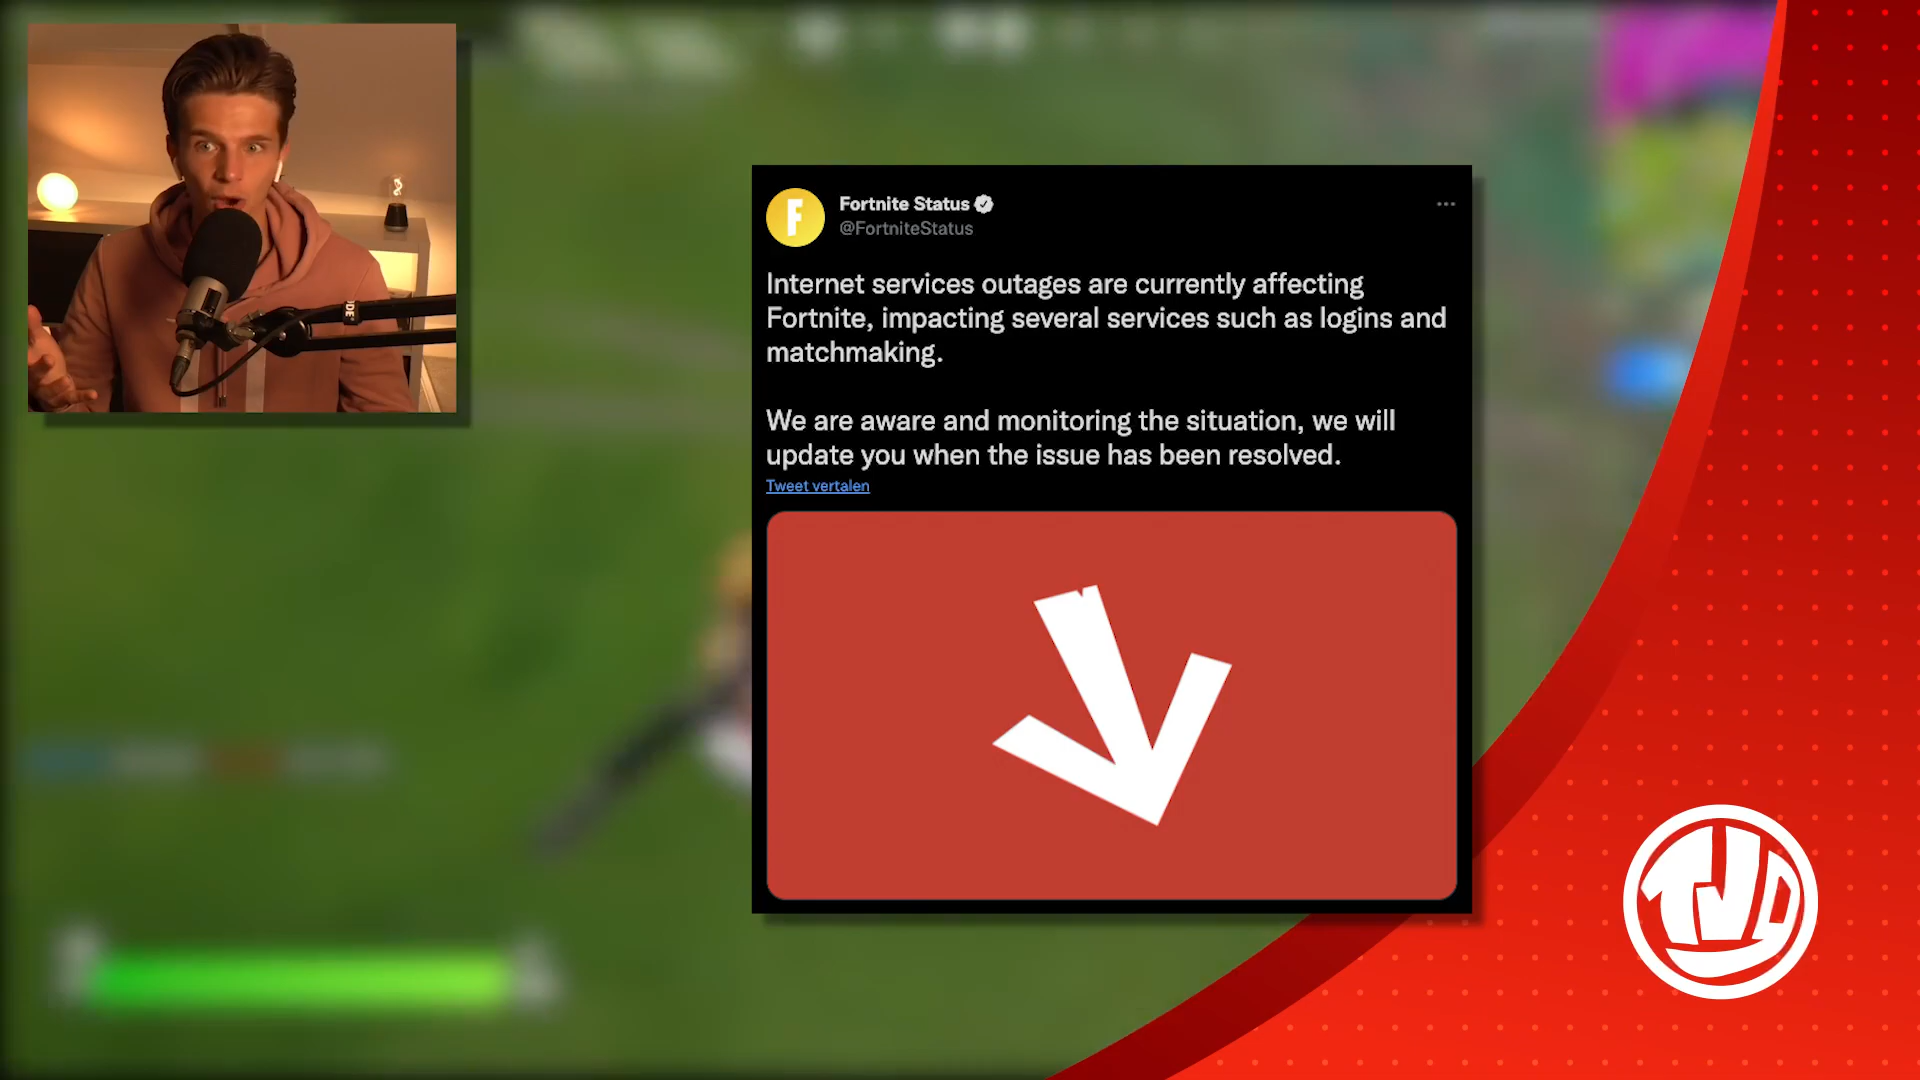 Fortnite Status
@FortniteStatus
Internet services outages are currently affecting
Fortnite, impacting several services such as logins and
matchmaking.
We are aware and monitoring the situation, we will
update you when the issue has been resolved.
Tweet vertalen
TJD